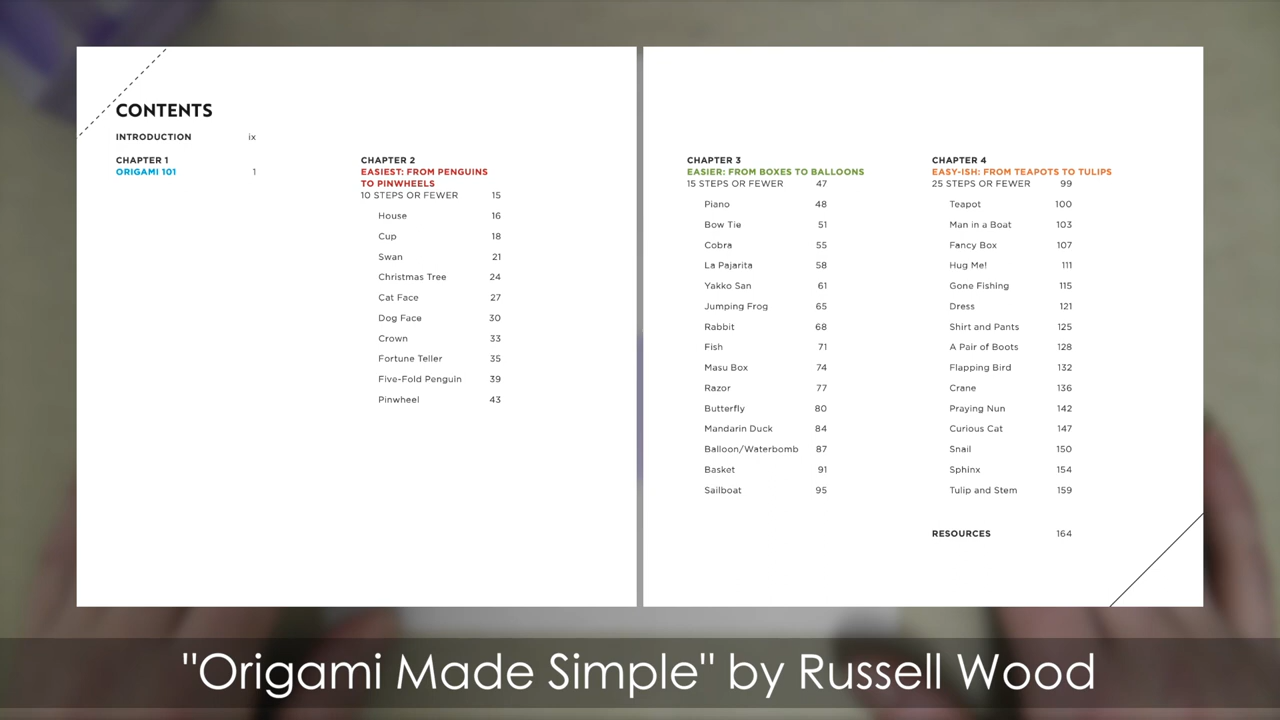 CONTENTS
INTRODUCTION ix
CHAPTER 1
ORIGAMI 101 1
CHAPTER 2
EASIEST: FROM PENGUINS
TO PINWHEELS
10 STEPS OR FEWER 15
House 16
Cup 18
Swan 21
Christmas Tree 24
Cat Face 27
Dog Face 30
Crown 33
Fortune Teller 35
Five-Fold Penguin 39
Pinwheel 43
CHAPTER 3
EASIER: FROM BOXES TO BALLOONS
15 STEPS OR FEWER 47
Piano 48
Bow Tie 51
Cobra 55
La Pajarita 58
Yakko San 61
Jumping Frog 65
Rabbit 68
Fish 71
Masu Box 74
Razor 77
Butterfly 80
Mandarin Duck 84
Balloon/Waterbomb 87
Basket 91
Sailboat 95
CHAPTER 4
EASY-ISH: FROM TEAPOTS TO TULIPS
25 STEPS OR FEWER 99
Teapot 100
Man in a Boat 103
Fancy Box 107
Hug Me! 111
Gone Fishing 115
Dress 121
Shirt and Pants 125
A Pair of Boots 128
Flapping Bird 132
Crane 136
Praying Nun 142
Curious Cat 147
Snail 150
Sphinx 154
Tulip and Stem 159
RESOURCES 164
"Origami Made Simple" by Russell Wood